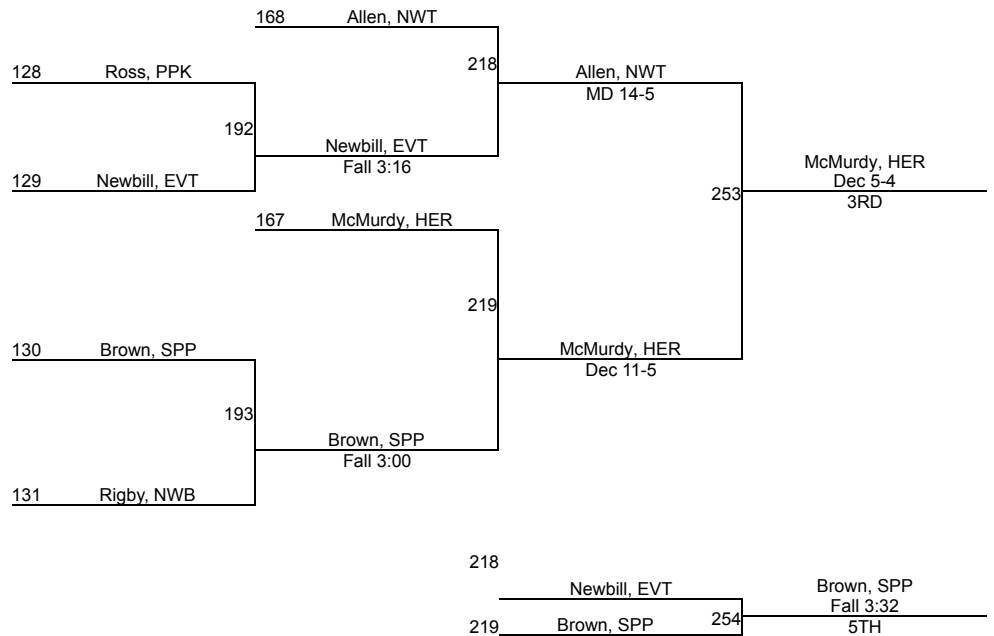 168 Allen, NWT
218
128 Ross, PPK
Allen, NWT
MD 14-5
192
Newbill, EVT
Fall 3:16
129 Newbill, EVT
McMurdy, HER
Dec 5-4
3RD
253
167 McMurdy, HER
219
130 Brown, SPP
McMurdy, HER
Dec 11-5
193
Brown, SPP
Fall 3:00
131 Rigby, NWB
218
Newbill, EVT
Brown, SPP
Fall 3:32
5TH
254
219 Brown, SPP